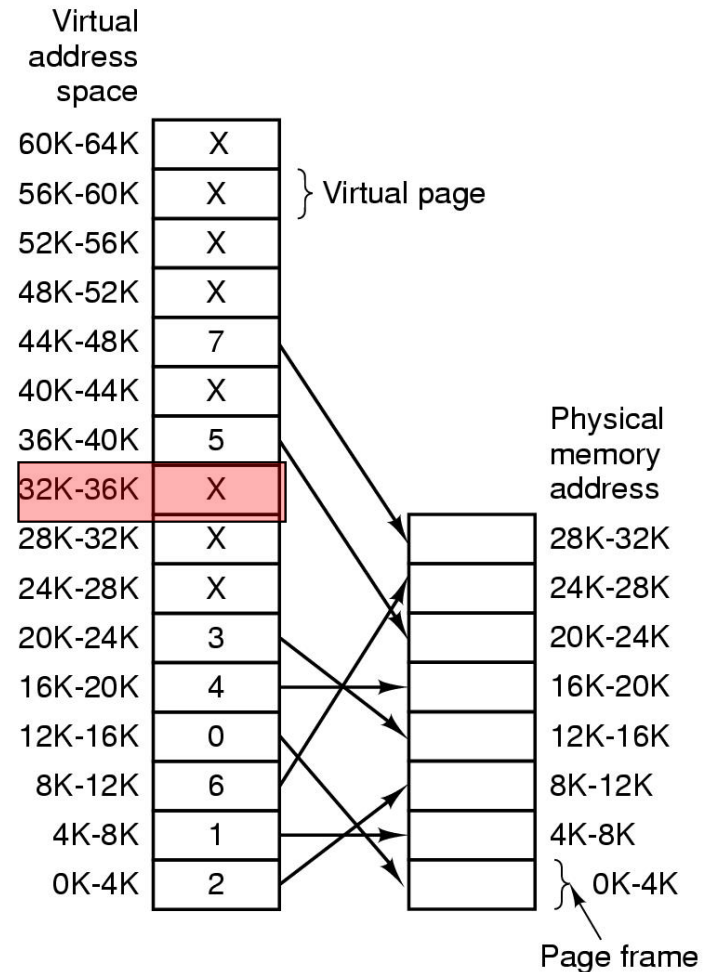 Virtual
address
space
60K-64K X
56K-60K X Virtual page
52K-56K X
48K-52K X
44K-48K 7
40K-44K X
36K-40K 5
Physical
memory
address
32K-36K X
28K-32K X 28K-32K
24K-28K X 24K-28K
20K-24K 3 20K-24K
16K-20K 4 16K-20K
12K-16K 0 12K-16K
8K-12K 6 8K-12K
4K-8K 1 4K-8K
0K-4K 2 0K-4K
Page frame